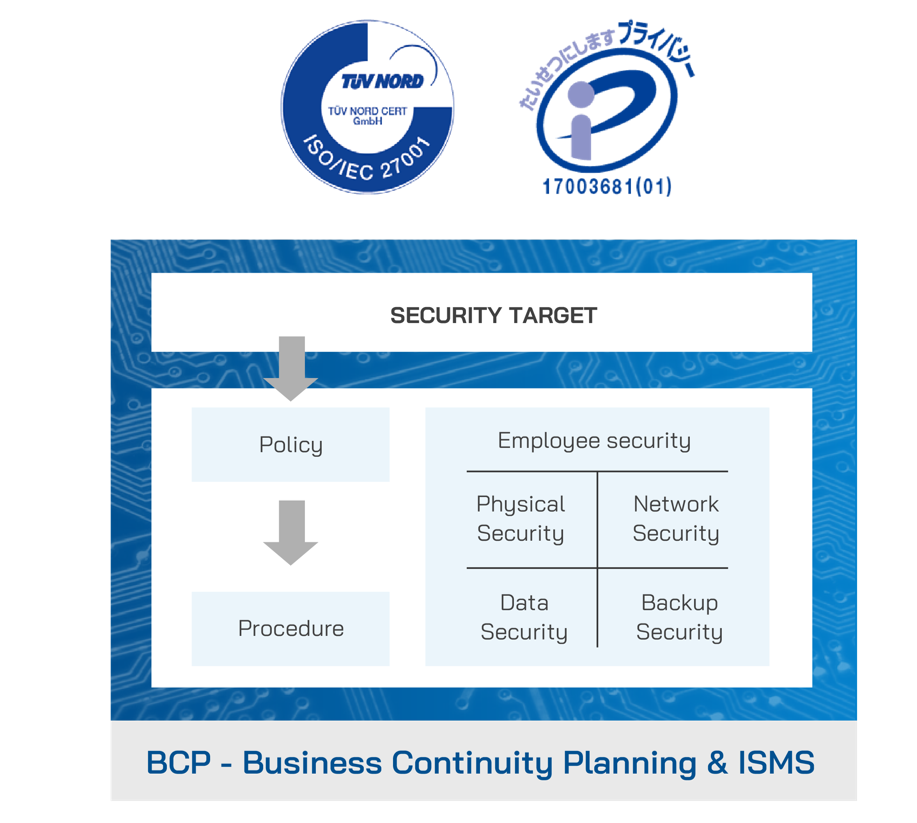 TÜV NORD
TÜV NORD CERT
GmbH
ISO/IEC 27001
たいせつにしますプライバシー
17003681(01)
SECURITY TARGET
Policy
Procedure
Employee security
Physical
Security
Network
Security
Data
Security
Backup
Security
BCP - Business Continuity Planning & ISMS